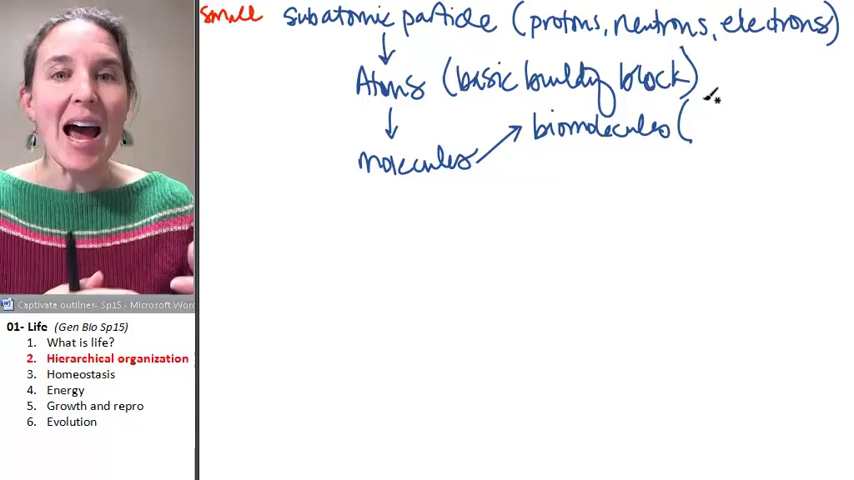 small subatomic particle (protons, neutrons, electrons)
Atoms (basic building block)
molecules biomolecules (
Captivate outlines- Sp15 - Microsoft Wor
01- Life (Gen Bio Sp15)
1. What is life?
2. Hierarchical organization
3. Homeostasis
4. Energy
5. Growth and repro
6. Evolution